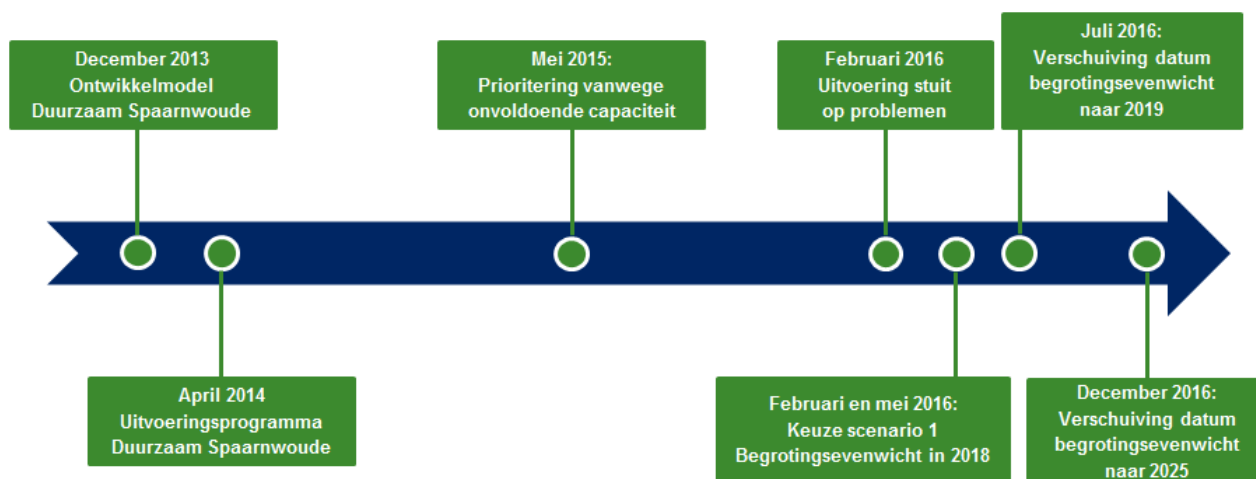 December 2013
Ontwikkelmodel
Duurzaam Spaarnwoude
Mei 2015:
Prioritering vanwege
onvoldoende capaciteit
Februari 2016
Uitvoering stuit
op problemen
Juli 2016:
Verschuiving datum
begrotingsevenwicht
naar 2019
April 2014
Uitvoeringsprogramma
Duurzaam Spaarnwoude
Februari en mei 2016:
Keuze scenario 1
Begrotingsevenwicht in 2018
December 2016:
Verschuiving datum
begrotingsevenwicht
naar 2025